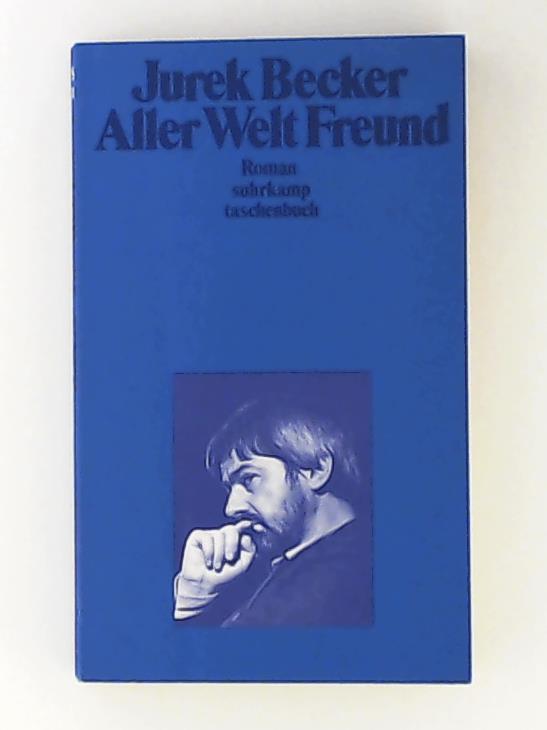 Jurek Becker
Aller Welt Freund
Roman
suhrkamp
taschenbuch